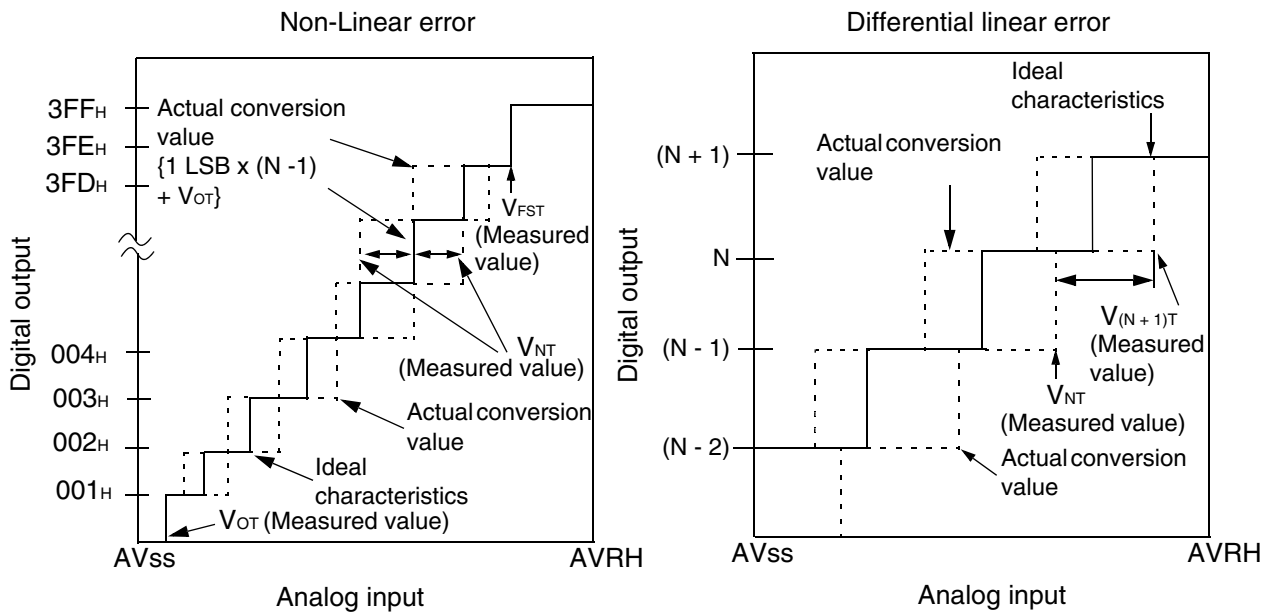 Non-Linear error
3FFH
3FEH
3FDH
004H
003H
002H
001H
Digital output
Actual conversion
value
{1 LSB x (N -1)
+ VOT}
VFST
(Measured
value)
VNT
(Measured value)
Actual conversion
value
Ideal
characteristics
VOT (Measured value)
AVss
AVRH
Analog input
Differential linear error
(N + 1)
N
(N - 1)
(N - 2)
Digital output
Ideal
characteristics
Actual conversion
value
V(N + 1)T
(Measured
value)
VNT
(Measured value)
Actual conversion
value
AVss
AVRH
Analog input